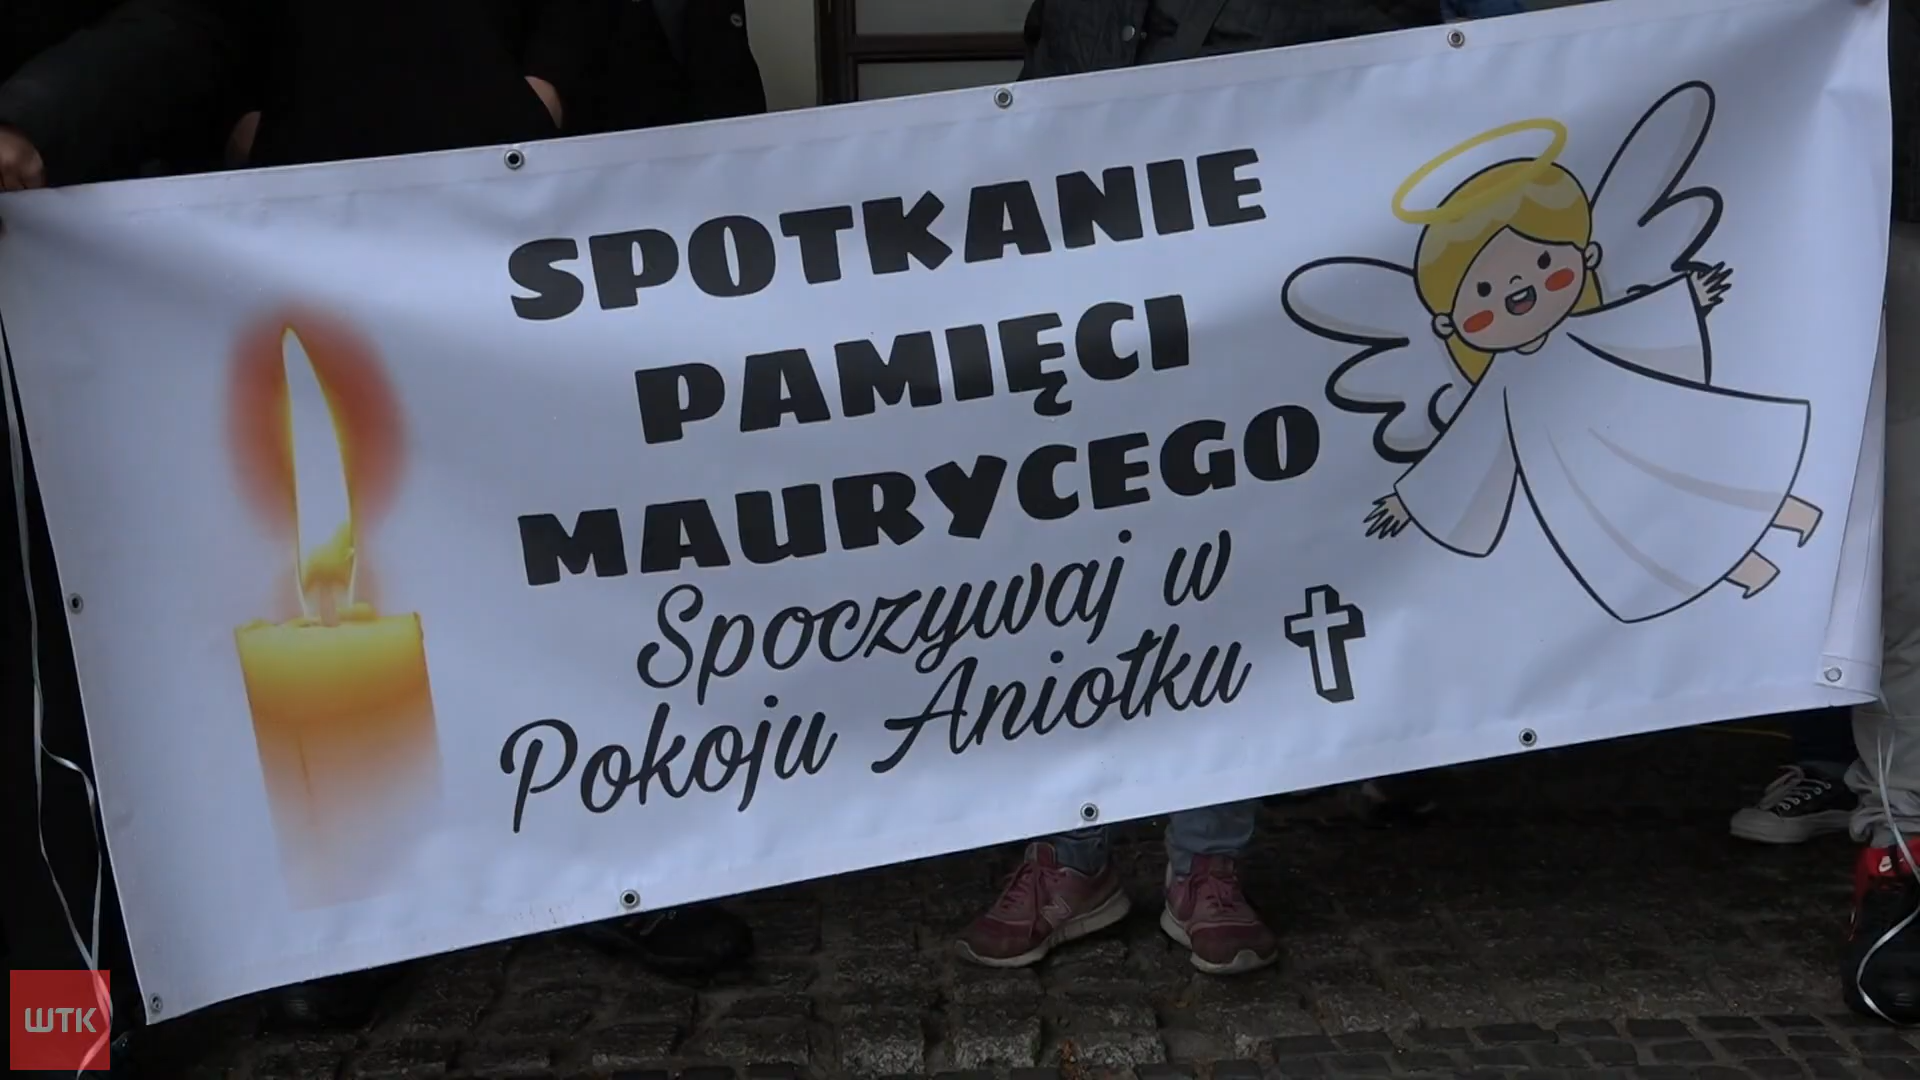 SPOTKANIE
PAMIĘCI
MAURYCEGO
Spoczywaj w
Pokoju Aniołku
WTK